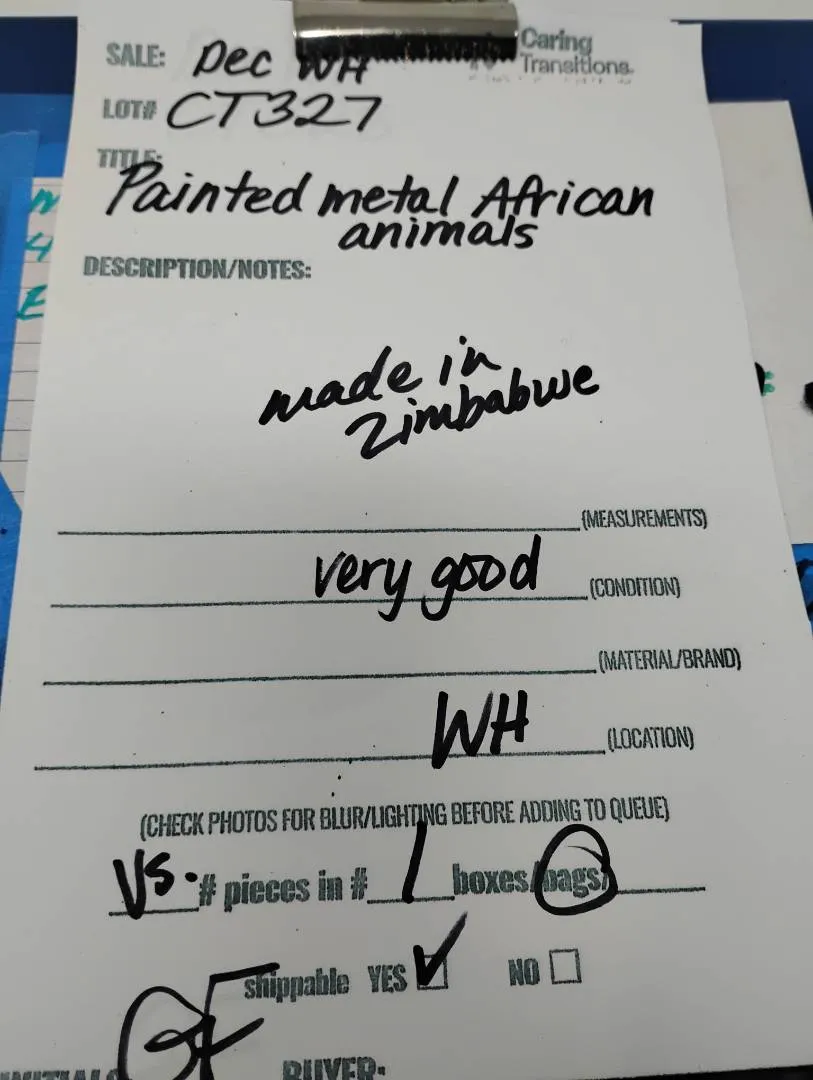 SALE: Dec WH
Caring
Transitions.
LOT# CT327
TITLE:
Painted metal African
animals
DESCRIPTION/NOTES:
made in
Zimbabwe
(MEASUREMENTS)
very good (CONDITION)
(MATERIAL/BRAND)
WH (LOCATION)
(CHECK PHOTOS FOR BLUR/LIGHTING BEFORE ADDING TO QUEUE)
VS. # pieces in # 1 boxes/bags/
shippable YES ✓ NO
GF
BUYER: